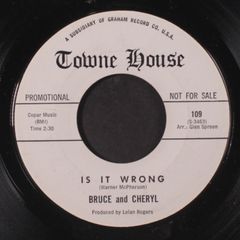 (A SUBSIDIARY OF GRAHAM RECORD CO., U.S.A.)
Towne House
PROMOTIONAL
NOT FOR SALE
Copar Music
(BMI)
Time 2:30
109
(S-3463)
Arr.: Glen Spreen
IS IT WRONG
(Warner McPherson)
BRUCE and CHERYL
Produced by Lelan Rogers